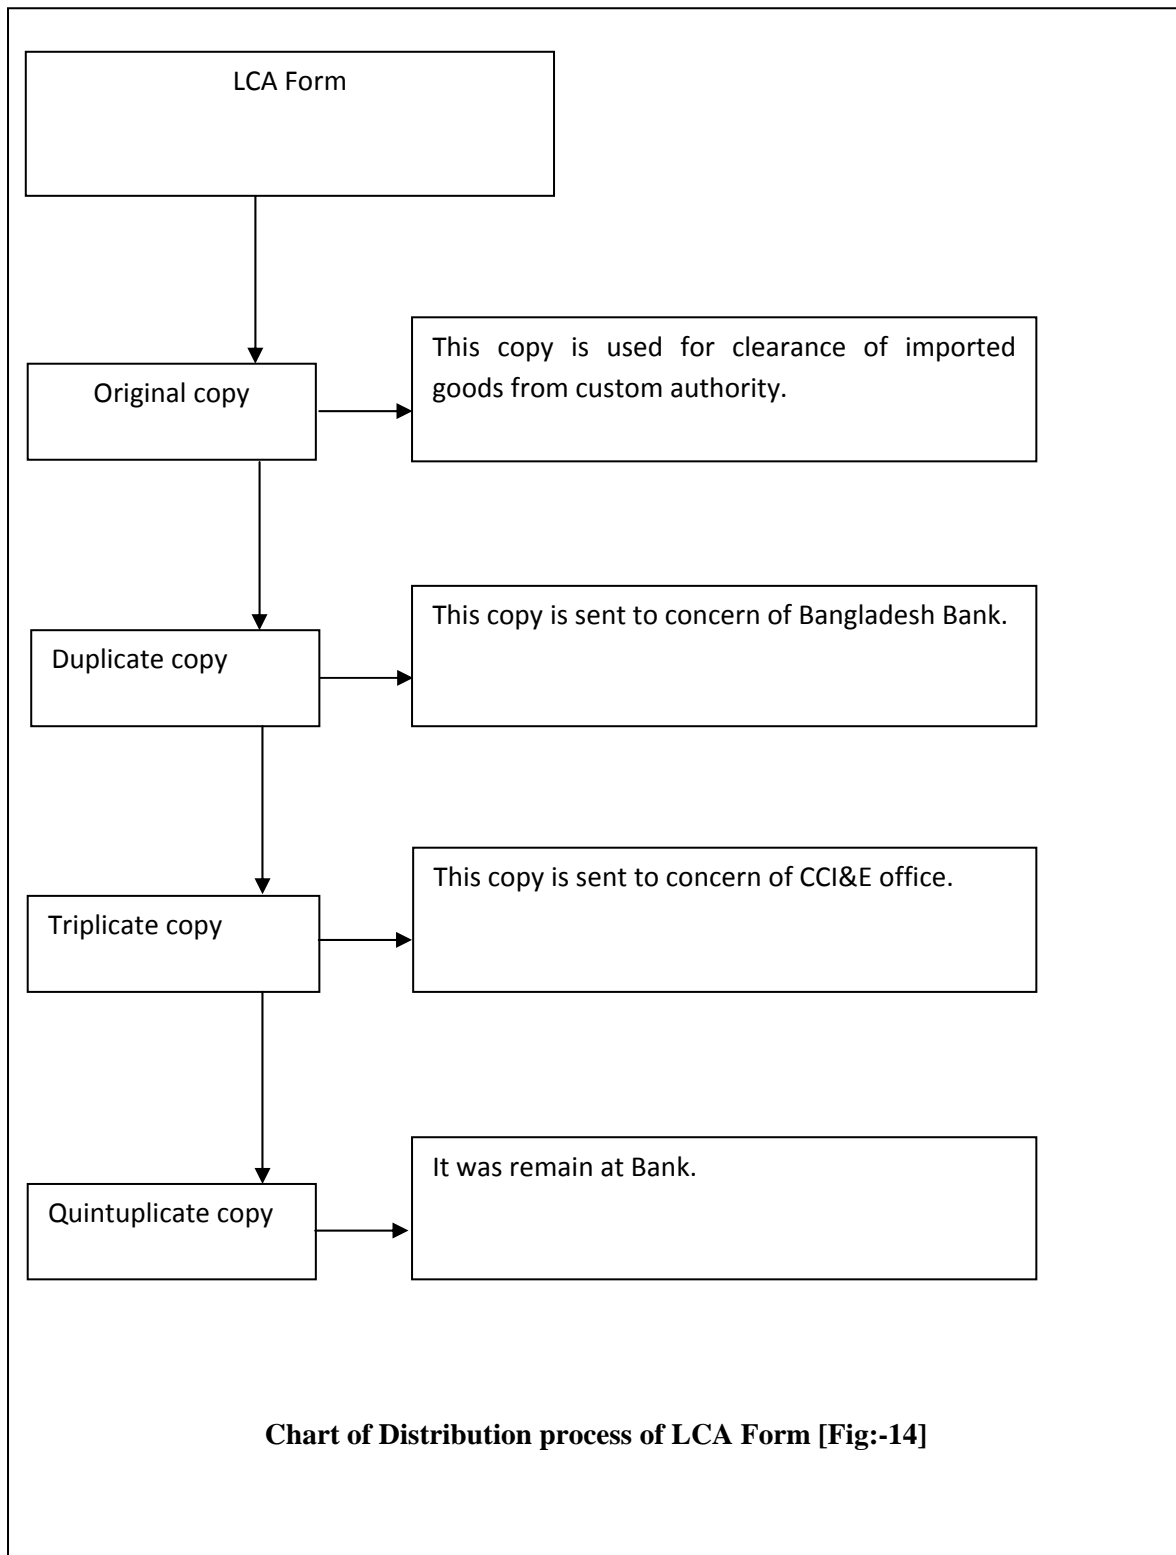 LCA Form
Original copy
This copy is used for clearance of imported
goods from custom authority.
Duplicate copy
This copy is sent to concern of Bangladesh Bank.
Triplicate copy
This copy is sent to concern of CCI&E office.
Quintuplicate copy
It was remain at Bank.
Chart of Distribution process of LCA Form [Fig:-14]